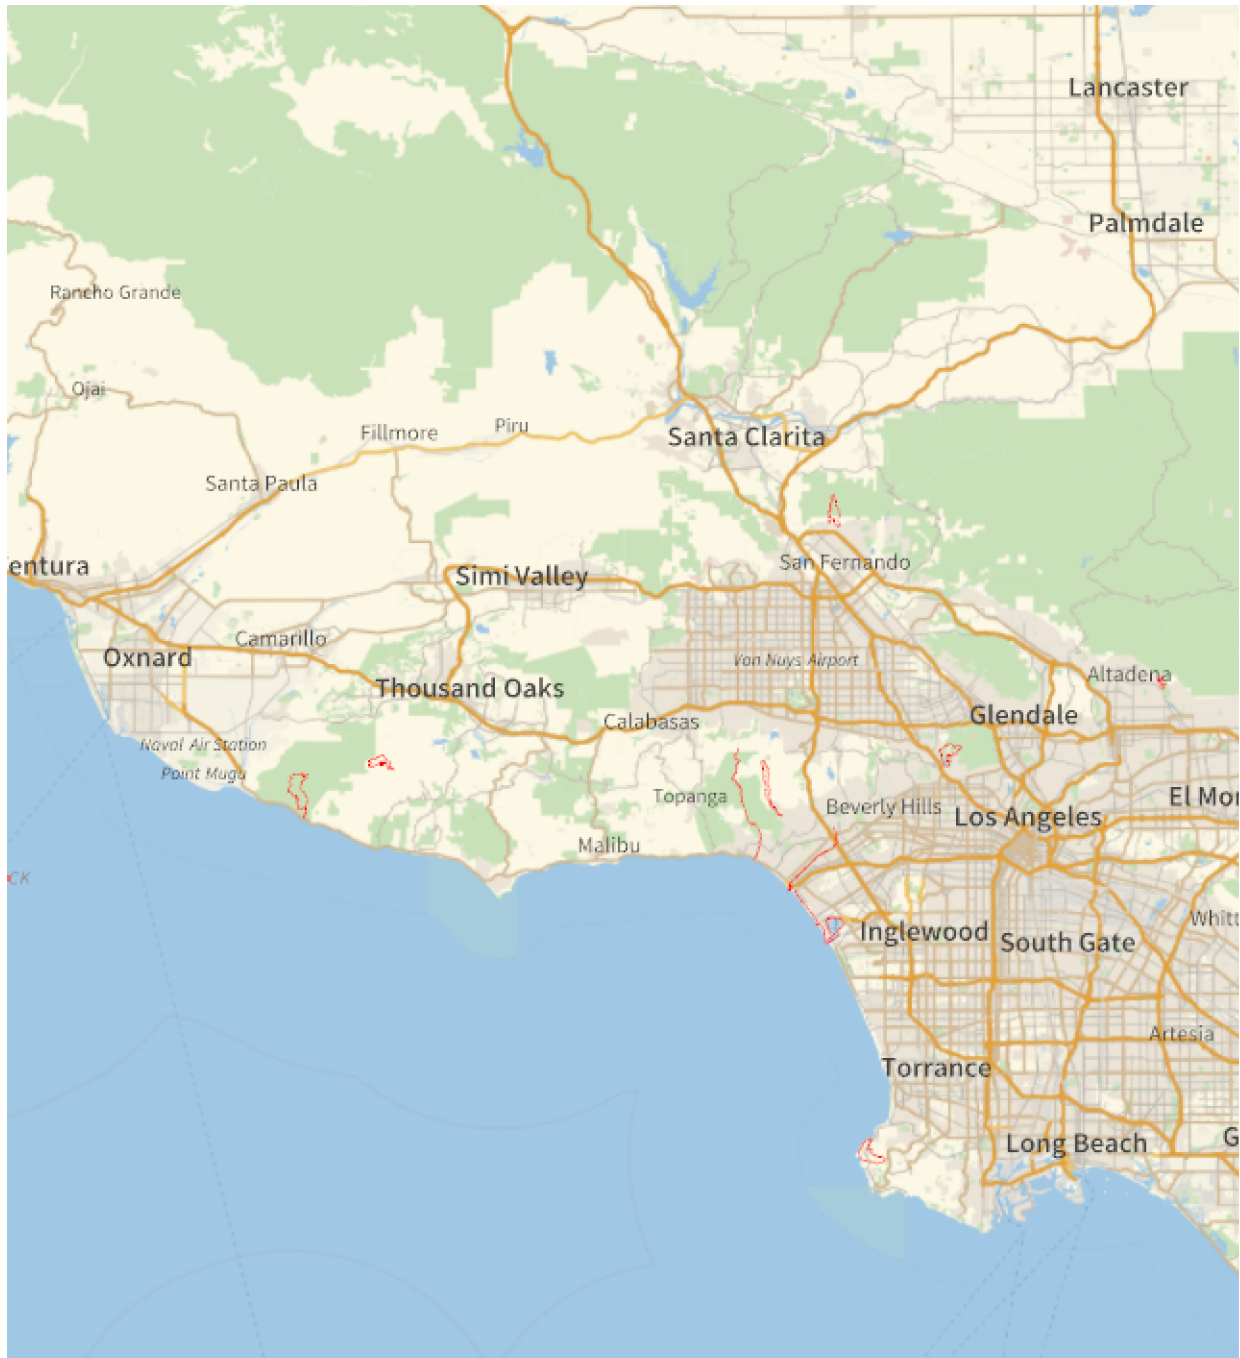 Lancaster
Palmdale
Rancho Grande
Ojai
Fillmore
Piru
Santa Clarita
Santa Paula
San Fernando
entura
Simi Valley
Camarillo
Oxnard
Van Nuys Airport
Altadena
Thousand Oaks
Calabasas
Glendale
Naval Air Station
Point Mugu
Topanga
Beverly Hills
El Mor
Los Angeles
Malibu
CK
Whitt
Inglewood
South Gate
Artesia
Torrance
Long Beach
G